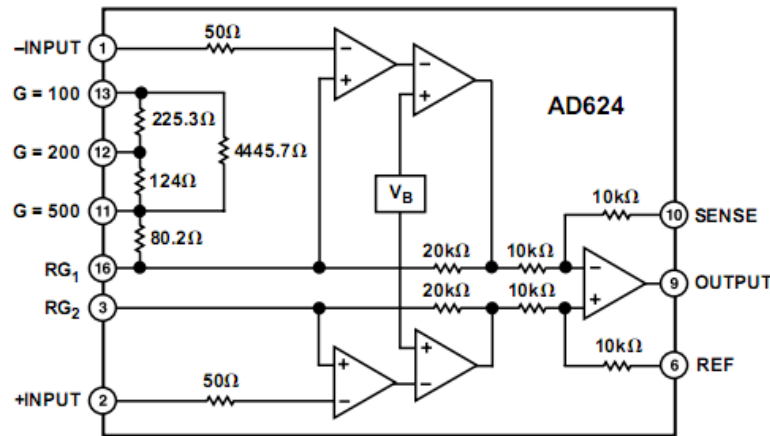 –INPUT 1 50Ω
G = 100 13
225.3Ω
AD624
G = 200 12
4445.7Ω
124Ω
VB
G = 500 11
10kΩ
10 SENSE
80.2Ω
20kΩ 10kΩ
RG1 16
20kΩ 10kΩ
9 OUTPUT
RG2 3
10kΩ
6 REF
50Ω
+INPUT 2
− + − + − + + − + −